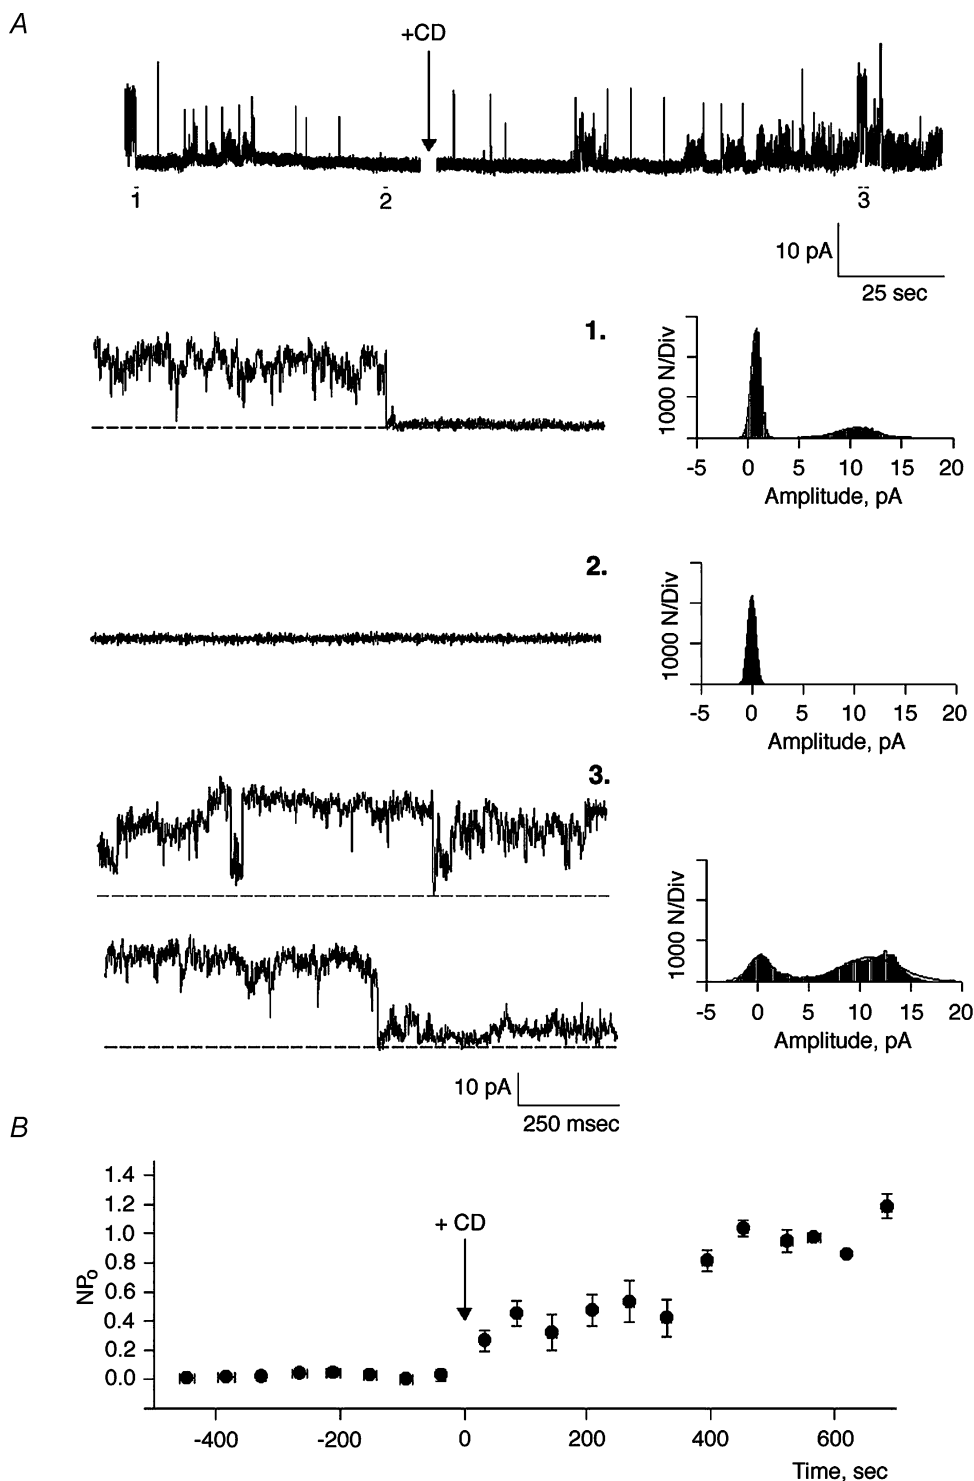 A
+CD
1
2
3
10 pA
25 sec
1.
1000 N/Div
-5 0 5 10 15 20
Amplitude, pA
2.
1000 N/Div
-5 0 5 10 15 20
Amplitude, pA
3.
1000 N/Div
-5 0 5 10 15 20
Amplitude, pA
10 pA
250 msec
B
1.4
1.2
1.0
0.8
0.6
0.4
0.2
0.0
NPo
+ CD
-400 -200 0 200 400 600
Time, sec